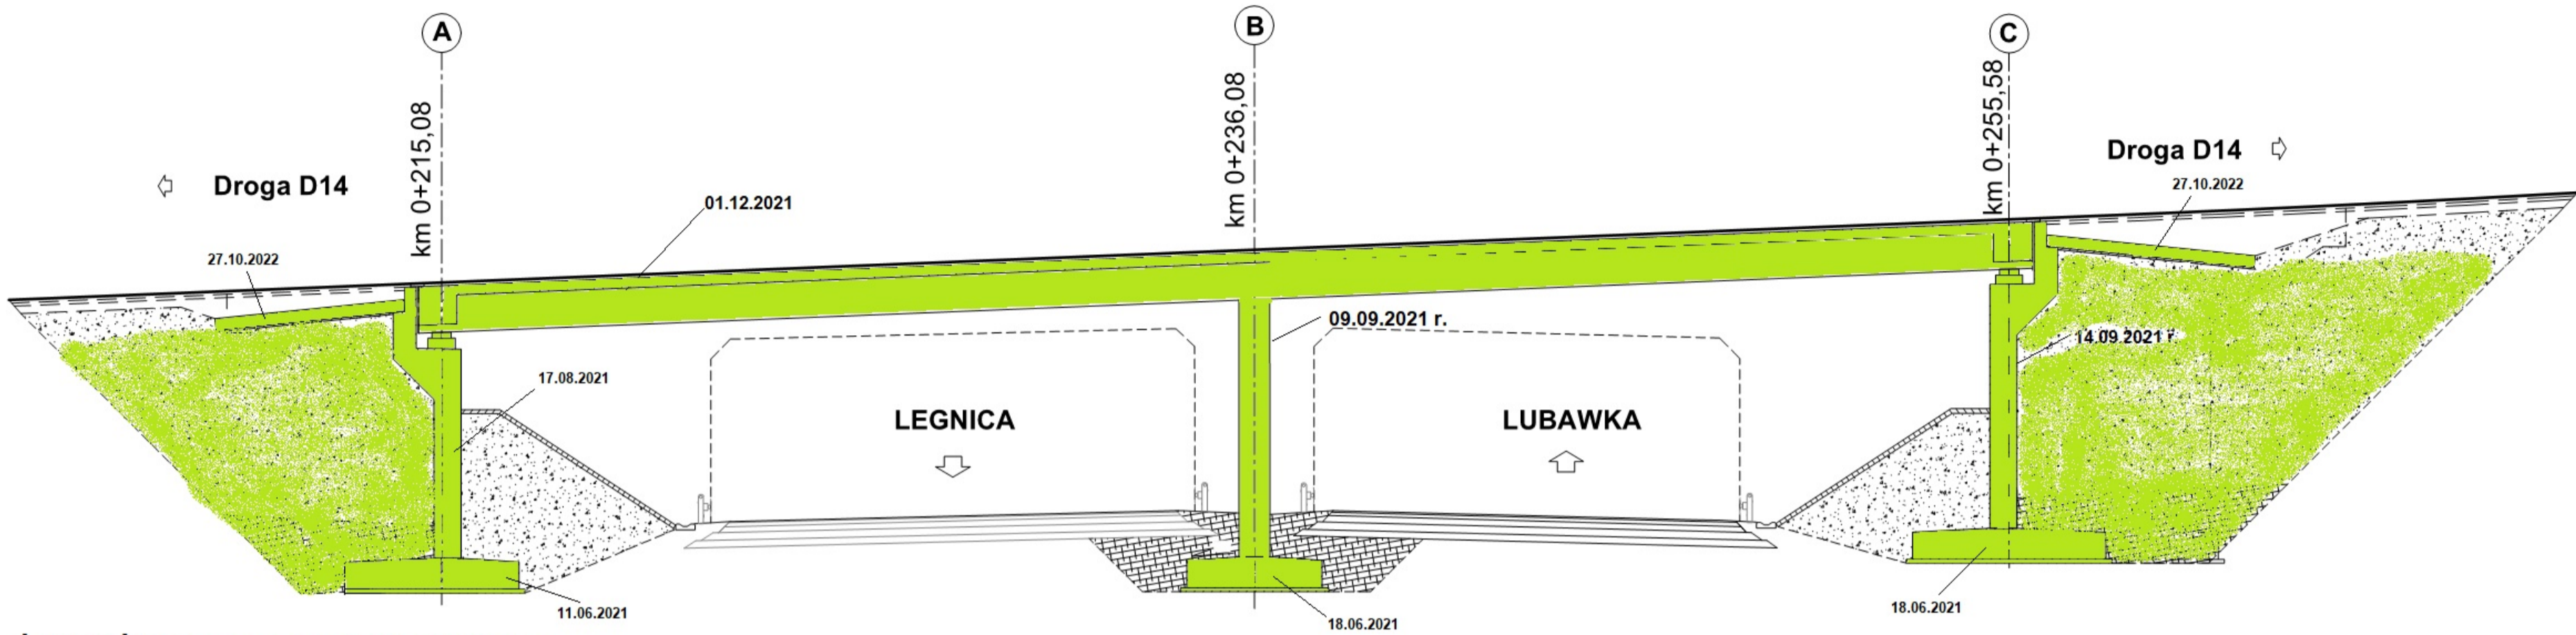 A
B
C
km 0+215,08
km 0+236,08
km 0+255,58
Droga D14
Droga D14
27.10.2022
01.12.2021
27.10.2022
09.09.2021 r.
14.09.2021 r
17.08.2021
LEGNICA
LUBAWKA
11.06.2021
18.06.2021
18.06.2021